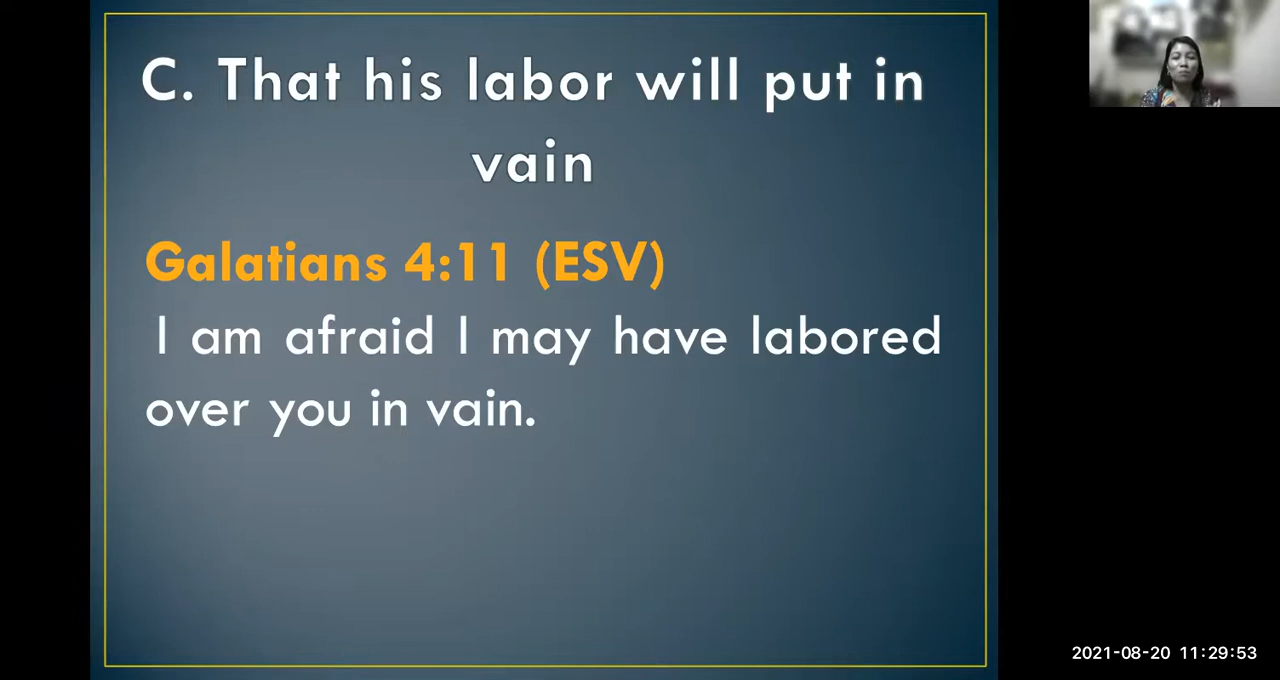 C. That his labor will put in
vain
Galatians 4:11 (ESV)
I am afraid I may have labored
over you in vain.
2021-08-20 11:29:53